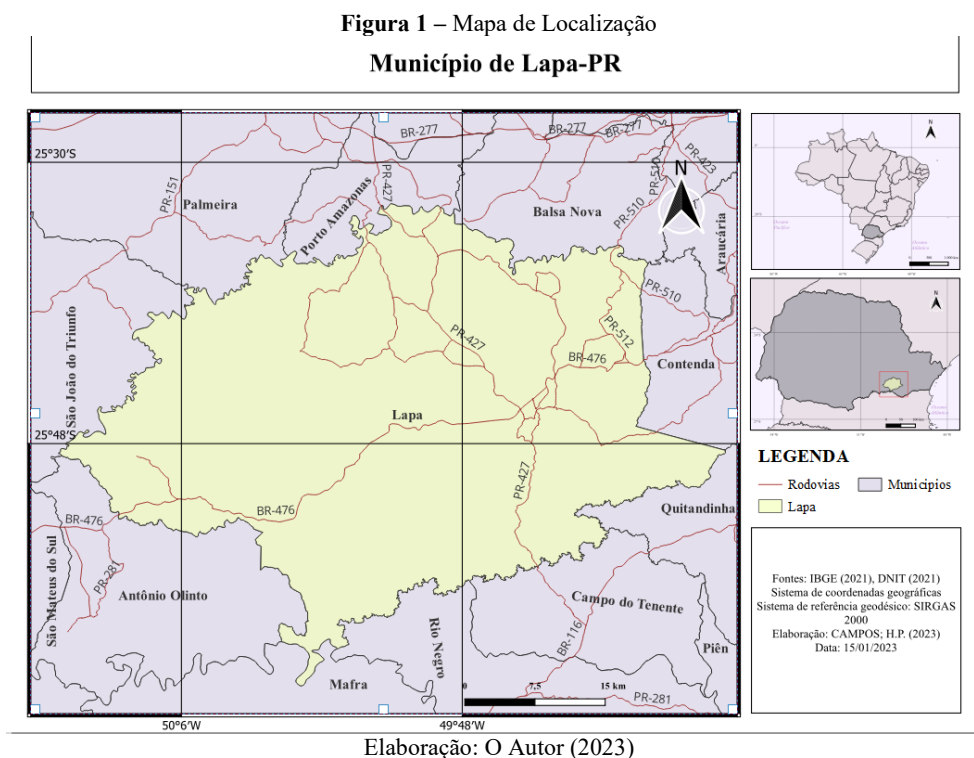 Figura 1 – Mapa de Localização
Município de Lapa-PR
BR-277
BR-277
BR-277
25°30'S
PR-423
PR-510
N
PR-427
PR-151
Palmeira
Porto Amazonas
Balsa Nova
PR-510
Araucária
PR-510
São João do Triunfo
PR-427
PR-512
BR-476
Contenda
Lapa
25°48'S
PR-427
BR-476
Quitandinha
BR-476
São Mateus do Sul
PR-281
Antônio Olinto
Campo do Tenente
BR-116
Rio Negro
Piên
Mafra
0 7,5 15 km
PR-281
50°6'W
49°48'W
N
N
LEGENDA
Rodovias
Municípios
Lapa
Fontes: IBGE (2021), DNIT (2021)
Sistema de coordenadas geográficas
Sistema de referência geodésico: SIRGAS
2000
Elaboração: CAMPOS; H.P. (2023)
Data: 15/01/2023
Elaboração: O Autor (2023)